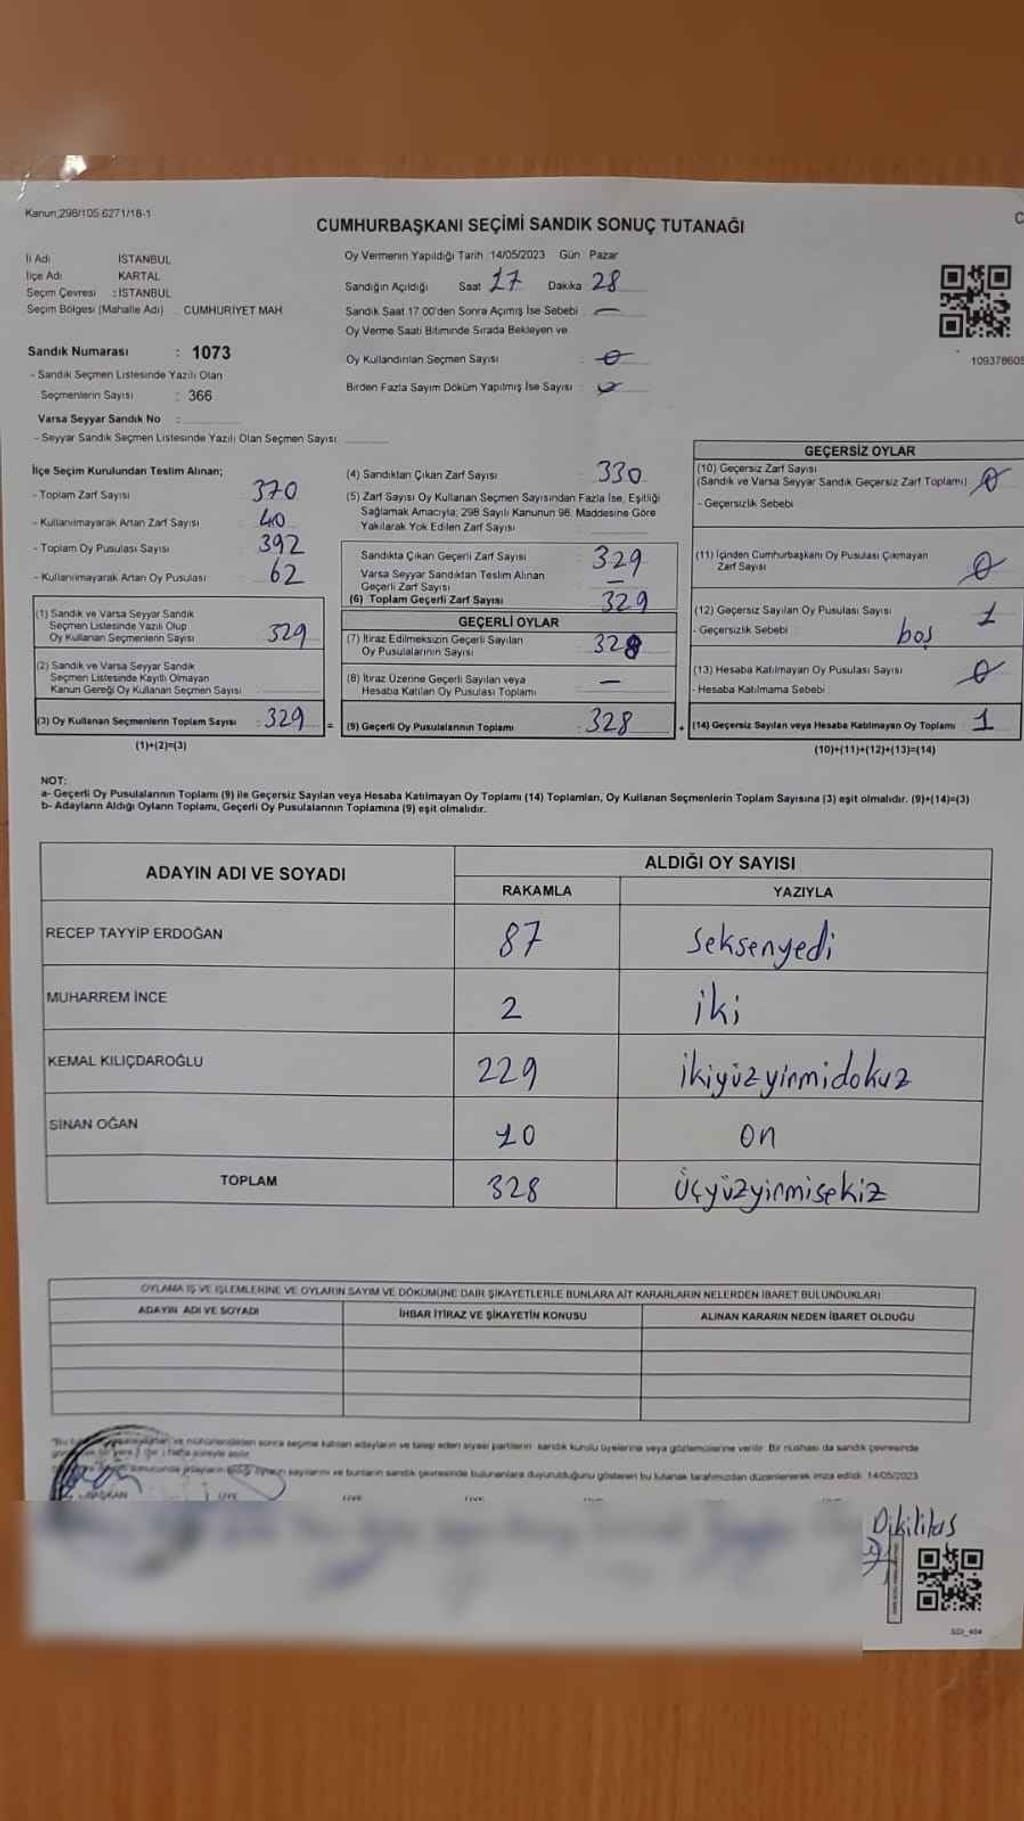 Kanun;298/105 6271/18-1
CUMHURBAŞKANI SEÇİMİ SANDIK SONUÇ TUTANAĞI
C
İl Adı İSTANBUL
İlçe Adı KARTAL
Seçim Çevresi : İSTANBUL
Seçim Bölgesi (Mahalle Adı) CUMHURİYET MAH
Oy Vermenin Yapıldığı Tarih 14/05/2023 Gün Pazar
Sandığın Açıldığı Saat 17 Dakika 28
Sandık Saat 17 00'den Sonra Açımış İse Sebebi : —
Oy Verme Saati Bitiminde Sırada Bekleyen ve
Oy Kullandırılan Seçmen Sayısı : 0
Birden Fazla Sayım Döküm Yapılmış İse Sayısı : 0
109378605
Sandık Numarası : 1073
- Sandık Seçmen Listesinde Yazılı Olan
Seçmenlerin Sayısı : 366
Varsa Seyyar Sandık No :
- Seyyar Sandık Seçmen Listesinde Yazılı Olan Seçmen Sayısı
İlçe Seçim Kurulundan Teslim Alınan;
- Toplam Zarf Sayısı 370
- Kullanılmayarak Artan Zarf Sayısı 40
- Toplam Oy Pusulası Sayısı 392
- Kullanılmayarak Artan Oy Pusulası 62
(1) Sandık ve Varsa Seyyar Sandık
Seçmen Listesinde Yazılı Olup
Oy Kullanan Seçmenlerin Sayısı 329
(2) Sandık ve Varsa Seyyar Sandık
Seçmen Listesinde Kayıtlı Olmayan
Kanun Gereği Oy Kullanan Seçmen Sayısı
(3) Oy Kullanan Seçmenlerin Toplam Sayısı : 329 =
(1)+(2)=(3)
(4) Sandıktan Çıkan Zarf Sayısı : 330
(5) Zarf Sayısı Oy Kullanan Seçmen Sayısından Fazla İse, Eşitliği
Sağlamak Amacıyla; 298 Sayılı Kanunun 98. Maddesine Göre
Yakılarak Yok Edilen Zarf Sayısı
Sandıkta Çıkan Geçerli Zarf Sayısı : 329
Varsa Seyyar Sandıktan Teslim Alınan
Geçerli Zarf Sayısı —
(6) Toplam Geçerli Zarf Sayısı 329
GEÇERLİ OYLAR
(7) İtiraz Edilmeksizin Geçerli Sayılan
Oy Pusulalarının Sayısı 328
(8) İtiraz Üzerine Geçerli Sayılan veya
Hesaba Katılan Oy Pusulası Toplamı —
(9) Geçerli Oy Pusulalarının Toplamı 328 +
GEÇERSİZ OYLAR
(10) Geçersiz Zarf Sayısı
(Sandık ve Varsa Seyyar Sandık Geçersiz Zarf Toplamı) 0
- Geçersizlik Sebebi
(11) İçinden Cumhurbaşkanı Oy Pusulası Çıkmayan
Zarf Sayısı 0
(12) Geçersiz Sayılan Oy Pusulası Sayısı 1
- Geçersizlik Sebebi boş
(13) Hesaba Katılmayan Oy Pusulası Sayısı 0
- Hesaba Katılmama Sebebi
(14) Geçersiz Sayılan veya Hesaba Katılmayan Oy Toplamı 1
(10)+(11)+(12)+(13)=(14)
NOT:
a- Geçerli Oy Pusulalarının Toplamı (9) ile Geçersiz Sayılan veya Hesaba Katılmayan Oy Toplamı (14) Toplamları, Oy Kullanan Seçmenlerin Toplam Sayısına (3) eşit olmalıdır. (9)+(14)=(3)
b- Adayların Aldığı Oyların Toplamı, Geçerli Oy Pusulalarının Toplamına (9) eşit olmalıdır.
ADAYIN ADI VE SOYADI ALDIĞI OY SAYISI
RAKAMLA YAZIYLA
RECEP TAYYİP ERDOĞAN 87 Seksenyedi
MUHARREM İNCE 2 iki
KEMAL KILIÇDAROĞLU 229 ikiyüzyirmidokuz
SİNAN OĞAN 10 on
TOPLAM 328 Üçyüzyirmisekiz
OYLAMA İŞ VE İŞLEMLERİNE VE OYLARIN SAYIM VE DÖKÜMÜNE DAİR ŞİKAYETLERLE BUNLARA AİT KARARLARIN NELERDEN İBARET BULUNDUKLARI
ADAYIN ADI VE SOYADI İHBAR İTİRAZ VE ŞİKAYETİN KONUSU ALINAN KARARIN NEDEN İBARET OLDUĞU
ve mühürlendikten sonra seçime katılan adayların ve talep eden siyasi partilerin sandık kurulu üyelerine veya gözlemcilerine verilir. Bir nüshası da sandık çevresinde
sayılarını ve bunların sandık çevresinde bulunanlara duyurulduğunu gösteren bu tutanak tarafımızdan düzenlenerek imza edildi. 14/05/2023
BAŞKAN ÜYE ÜYE ÜYE
Dikilitaş